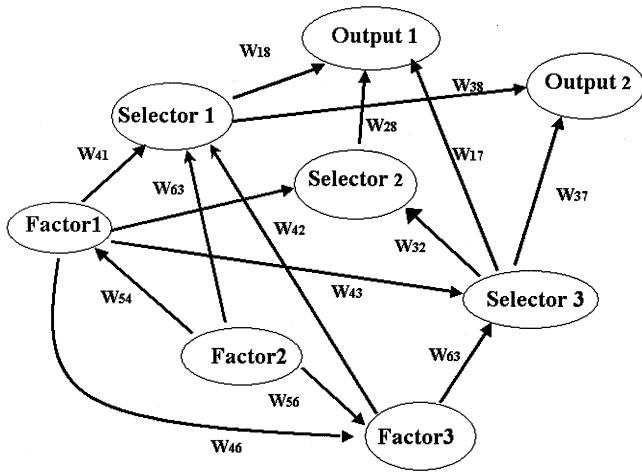 Output 1
W18
Output 2
W38
Selector 1
W28
W41
W63
W17
Selector 2
W37
Factor1
W42
W32
W43
Selector 3
W54
Factor2
W63
W56
Factor3
W46